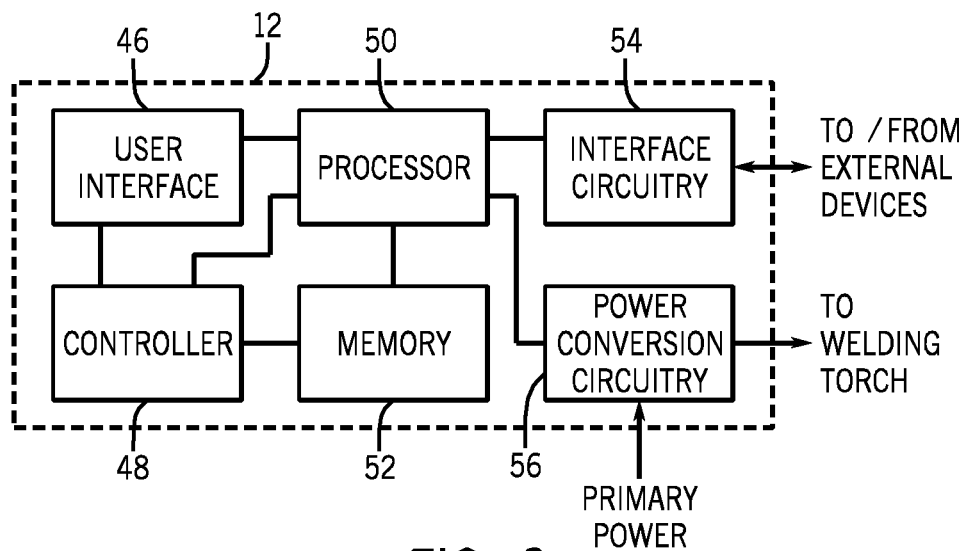 12
46
50
54
USER
INTERFACE
PROCESSOR
INTERFACE
CIRCUITRY
TO / FROM
EXTERNAL
DEVICES
CONTROLLER
MEMORY
POWER
CONVERSION
CIRCUITRY
TO
WELDING
TORCH
48
52
56
PRIMARY
POWER